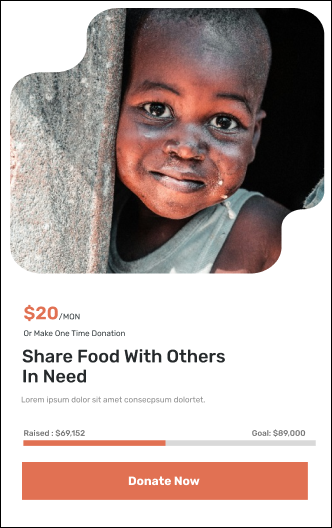 $20/MON
Or Make One Time Donation
Share Food With Others
In Need
Lorem ipsum dolor sit amet consecpsum dolortet.
Raised : $69,152 Goal: $89.000
Donate Now